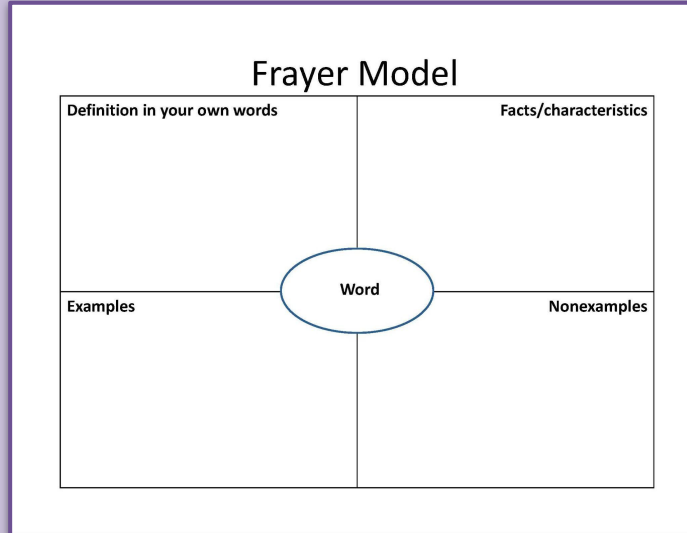 Frayer Model
Definition in your own words
Facts/characteristics
Word
Examples
Nonexamples